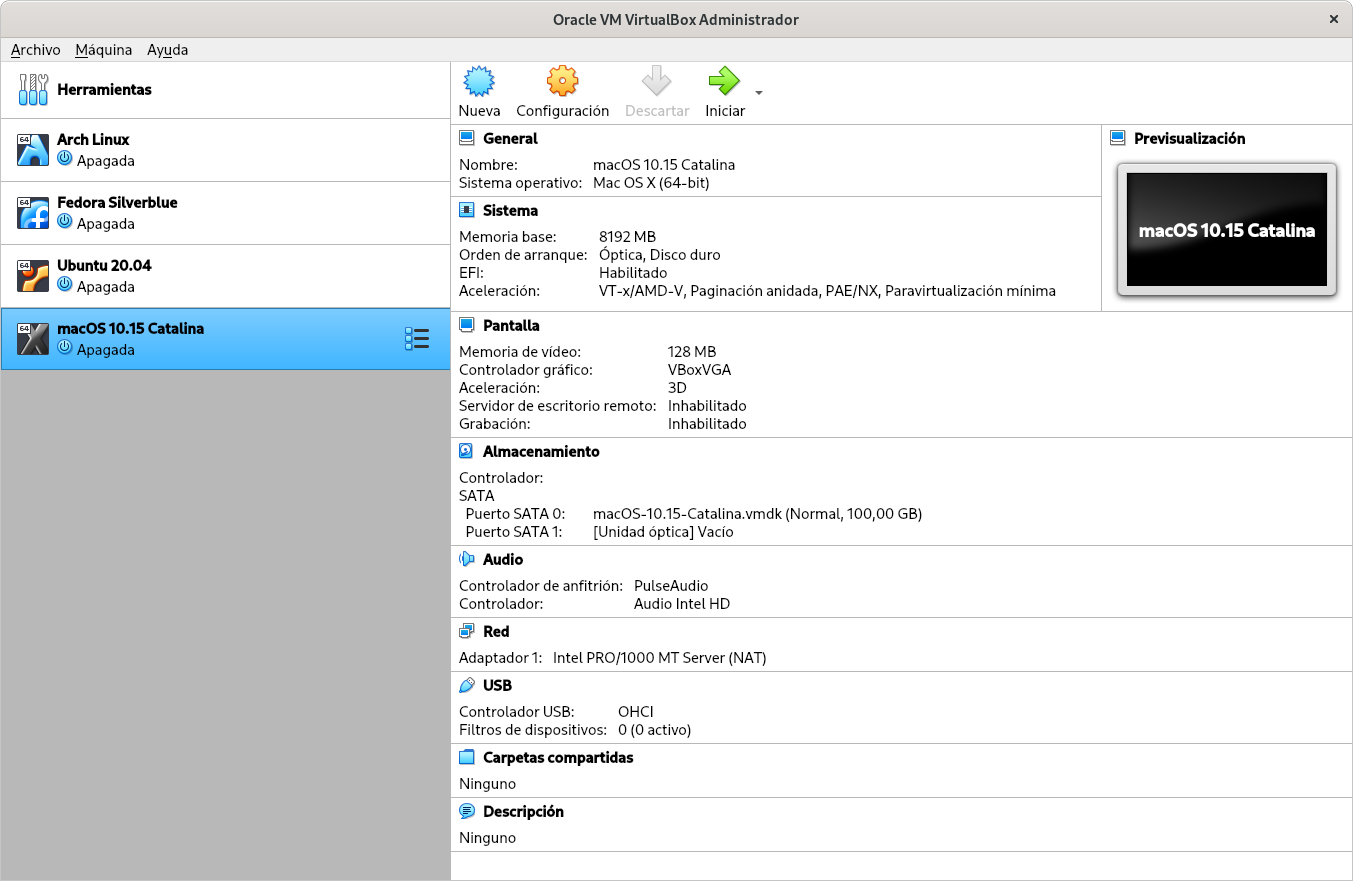 Oracle VM VirtualBox Administrador
Archivo Máquina Ayuda
Herramientas
64
Arch Linux
Apagada
64
Fedora Silverblue
Apagada
64
Ubuntu 20.04
Apagada
64
macOS 10.15 Catalina
Apagada
Nueva Configuración Descartar Iniciar
General
Nombre: macOS 10.15 Catalina
Sistema operativo: Mac OS X (64-bit)
Previsualización
macOS 10.15 Catalina
Sistema
Memoria base: 8192 MB
Orden de arranque: Óptica, Disco duro
EFI: Habilitado
Aceleración: VT-x/AMD-V, Paginación anidada, PAE/NX, Paravirtualización mínima
Pantalla
Memoria de vídeo: 128 MB
Controlador gráfico: VBoxVGA
Aceleración: 3D
Servidor de escritorio remoto: Inhabilitado
Grabación: Inhabilitado
Almacenamiento
Controlador:
SATA
Puerto SATA 0: macOS-10.15-Catalina.vmdk (Normal, 100,00 GB)
Puerto SATA 1: [Unidad óptica] Vacío
Audio
Controlador de anfitrión: PulseAudio
Controlador: Audio Intel HD
Red
Adaptador 1: Intel PRO/1000 MT Server (NAT)
USB
Controlador USB: OHCI
Filtros de dispositivos: 0 (0 activo)
Carpetas compartidas
Ninguno
Descripción
Ninguno